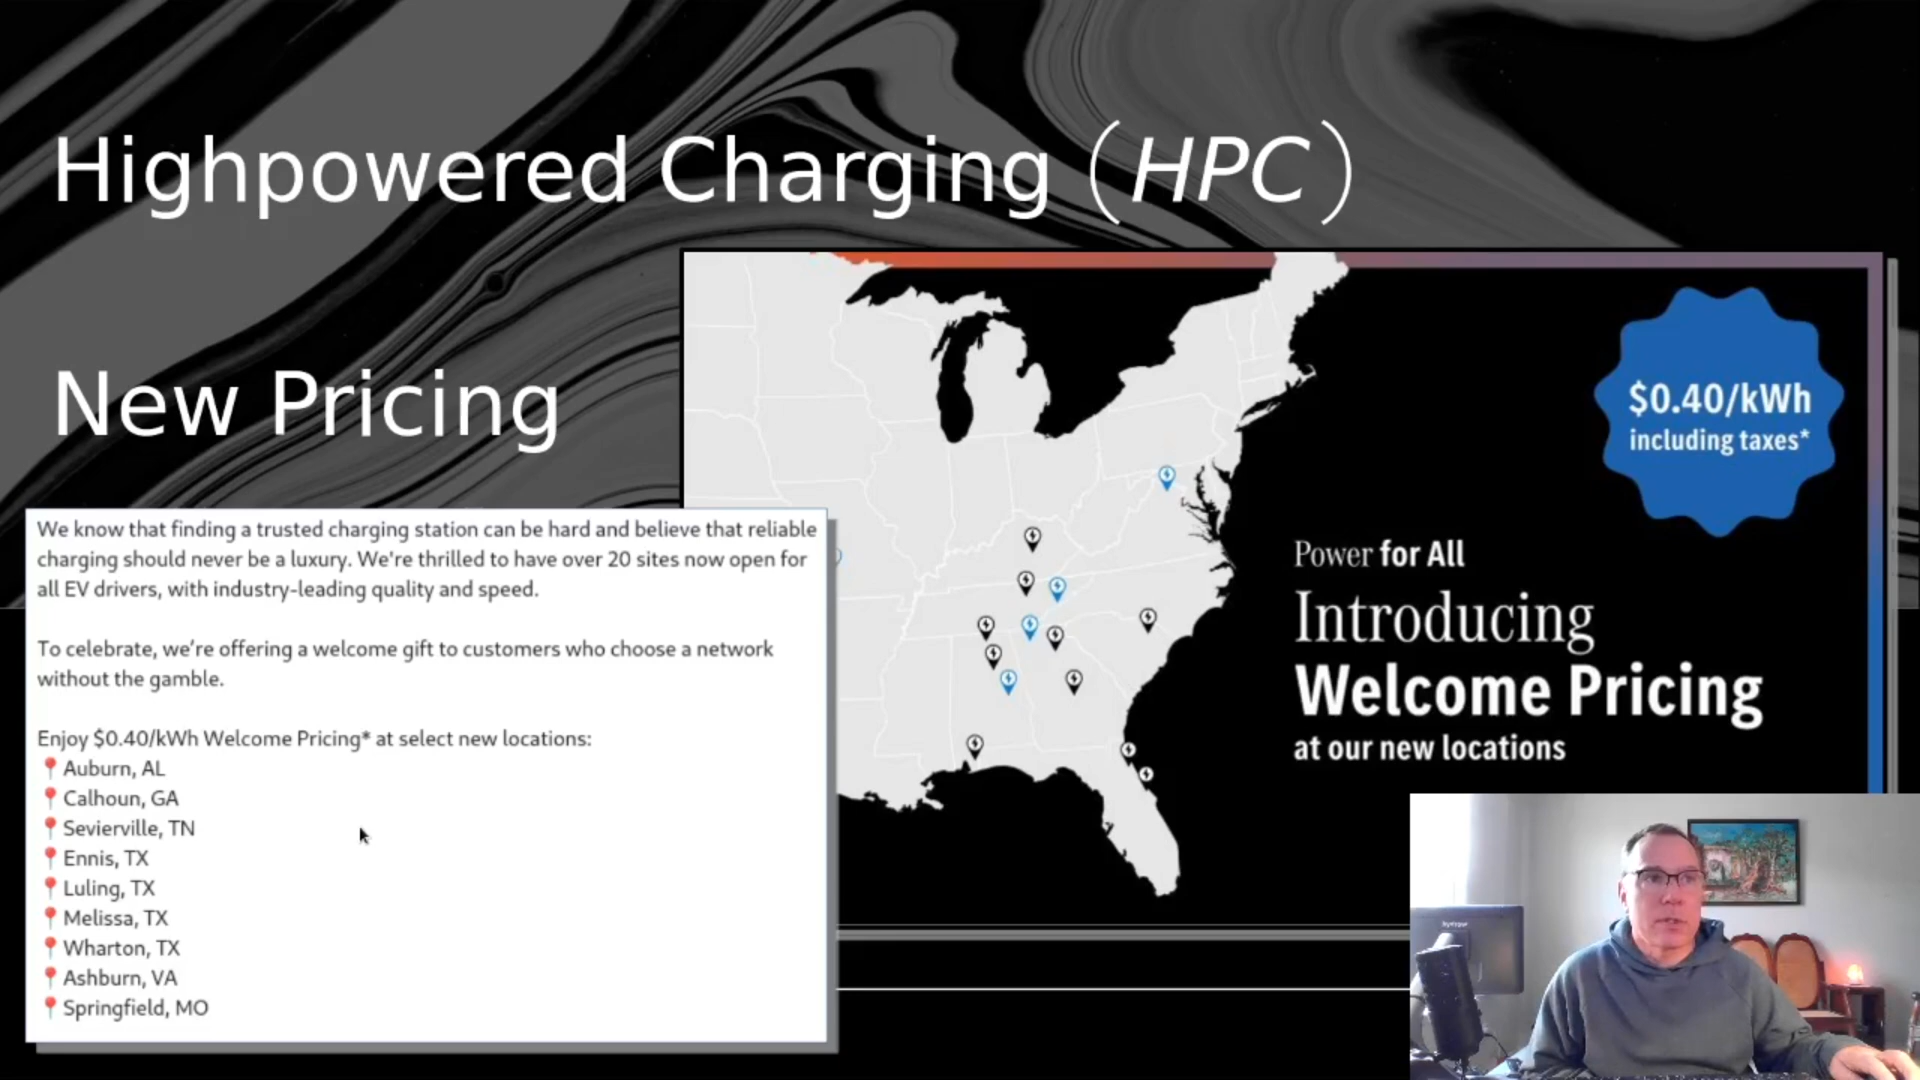 Highpowered Charging (HPC)
New Pricing
We know that finding a trusted charging station can be hard and believe that reliable
charging should never be a luxury. We're thrilled to have over 20 sites now open for
all EV drivers, with industry-leading quality and speed.
To celebrate, we're offering a welcome gift to customers who choose a network
without the gamble.
Enjoy $0.40/kWh Welcome Pricing* at select new locations:
Auburn, AL
Calhoun, GA
Sevierville, TN
Ennis, TX
Luling, TX
Melissa, TX
Wharton, TX
Ashburn, VA
Springfield, MO
$0.40/kWh
including taxes*
Power for All
Introducing
Welcome Pricing
at our new locations